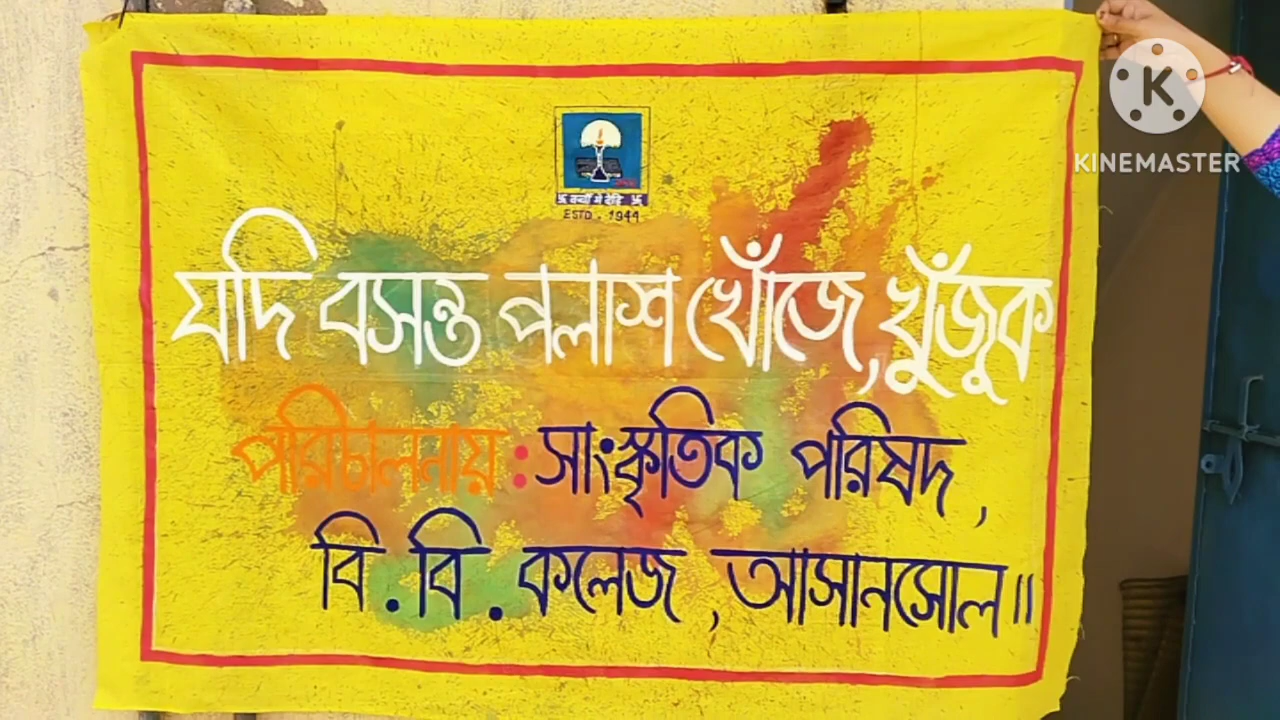 ESTD. 1944
যদি বসন্ত পলাশ খোঁজে, খুঁজুক
পরিচালনায় : সাংস্কৃতিক পরিষদ,
বি. বি. কলেজ, আসানসোল॥
K
KINEMASTER